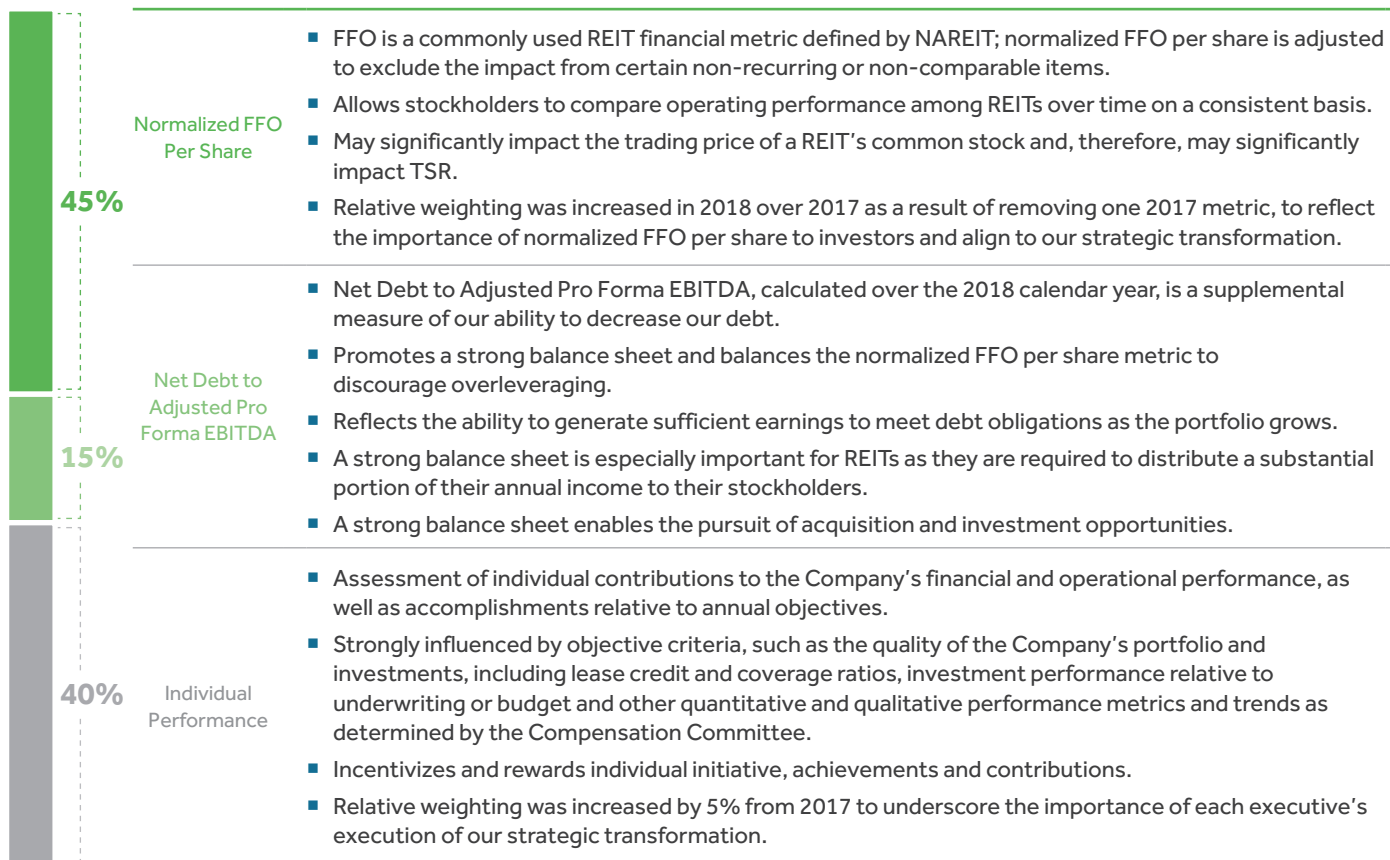 45%
Normalized FFO
Per Share
■ FFO is a commonly used REIT financial metric defined by NAREIT; normalized FFO per share is adjusted
to exclude the impact from certain non-recurring or non-comparable items.
■ Allows stockholders to compare operating performance among REITs over time on a consistent basis.
■ May significantly impact the trading price of a REIT's common stock and, therefore, may significantly
impact TSR.
■ Relative weighting was increased in 2018 over 2017 as a result of removing one 2017 metric, to reflect
the importance of normalized FFO per share to investors and align to our strategic transformation.
15%
Net Debt to
Adjusted Pro
Forma EBITDA
■ Net Debt to Adjusted Pro Forma EBITDA, calculated over the 2018 calendar year, is a supplemental
measure of our ability to decrease our debt.
■ Promotes a strong balance sheet and balances the normalized FFO per share metric to
discourage overleveraging.
■ Reflects the ability to generate sufficient earnings to meet debt obligations as the portfolio grows.
■ A strong balance sheet is especially important for REITs as they are required to distribute a substantial
portion of their annual income to their stockholders.
■ A strong balance sheet enables the pursuit of acquisition and investment opportunities.
40%
Individual
Performance
■ Assessment of individual contributions to the Company's financial and operational performance, as
well as accomplishments relative to annual objectives.
■ Strongly influenced by objective criteria, such as the quality of the Company's portfolio and
investments, including lease credit and coverage ratios, investment performance relative to
underwriting or budget and other quantitative and qualitative performance metrics and trends as
determined by the Compensation Committee.
■ Incentivizes and rewards individual initiative, achievements and contributions.
■ Relative weighting was increased by 5% from 2017 to underscore the importance of each executive's
execution of our strategic transformation.